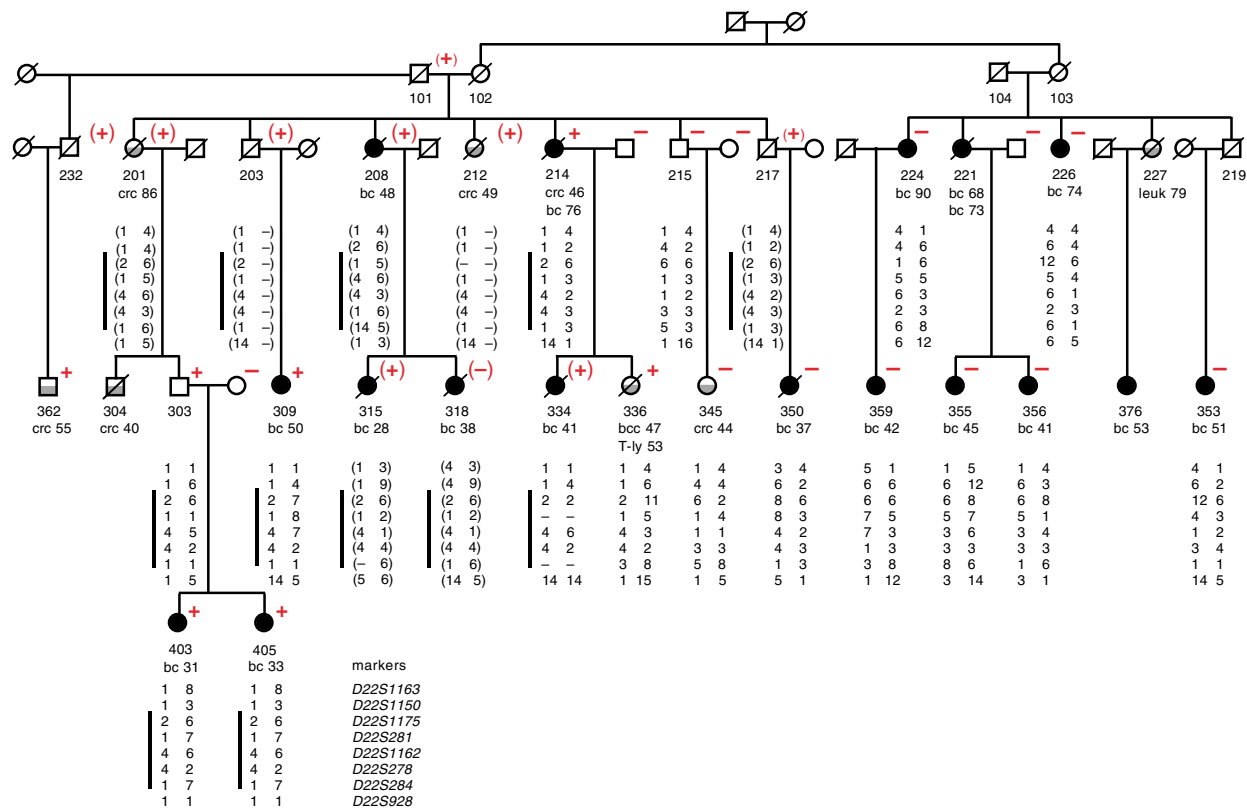 (+)
101 102 104 103
(+) (+) (+) (+) (+) + − − − (+) − − −
232 201 203 208 212 214 215 217 224 221 226 227 219
crc 86 bc 48 crc 49 crc 46 bc 90 bc 68 bc 74 leuk 79
bc 76 bc 73
(1 4) (1 –) (1 4) (1 –) 1 4 1 4 (1 4) 4 1 4 4
(1 4) (1 –) (2 6) (1 –) 1 2 4 2 (1 2) 4 6 6 4
(2 6) (2 –) (1 5) (– –) 2 6 6 6 (2 6) 1 6 12 6
(1 5) (1 –) (4 6) (1 –) 1 3 1 3 (1 3) 5 5 5 4
(4 6) (4 –) (4 3) (4 –) 4 2 1 2 (4 2) 6 3 6 1
(4 3) (4 –) (1 6) (4 –) 4 3 3 3 (4 3) 2 3 2 3
(1 6) (1 –) (14 5) (1 –) 1 3 5 3 (1 3) 6 8 6 1
(1 5) (14 –) (1 3) (14 –) 14 1 1 16 (14 1) 6 12 6 5
+ + − + (+) (−) (+) + − − − − − −
362 304 303 309 315 318 334 336 345 350 359 355 356 376 353
crc 55 crc 40 bc 50 bc 28 bc 38 bc 41 bcc 47 crc 44 bc 37 bc 42 bc 45 bc 41 bc 53 bc 51
T-ly 53
1 1 1 1 (1 3) (4 3) 1 1 1 4 1 4 3 4 5 1 1 5 1 4 4 1
1 6 1 4 (1 9) (4 9) 1 4 1 6 4 4 6 2 6 6 6 12 6 3 6 2
2 6 2 7 (2 6) (2 6) 2 2 2 11 6 2 8 6 6 6 8 6 6 8 12 6
1 1 1 8 (1 2) (1 2) – – 1 5 1 4 8 3 7 5 5 7 5 1 4 3
4 5 4 7 (4 1) (4 1) 4 6 4 3 1 1 4 2 7 3 3 6 3 4 1 2
4 2 4 2 (4 4) (4 4) 4 2 4 2 3 3 3 3 1 3 3 3 3 3 3 4
1 1 1 1 (– 6) (1 6) – – 3 8 5 8 1 3 3 8 8 6 1 6 1 1
1 5 14 5 (5 6) (14 5) 14 14 1 15 1 5 5 1 1 12 3 14 3 1 14 5
+ +
403 405
bc 31 bc 33 markers
1 8 1 8 D22S1163
1 3 1 3 D22S1150
2 6 2 6 D22S1175
1 7 1 7 D22S281
4 6 4 6 D22S1162
4 2 4 2 D22S278
1 7 1 7 D22S284
1 1 1 1 D22S928